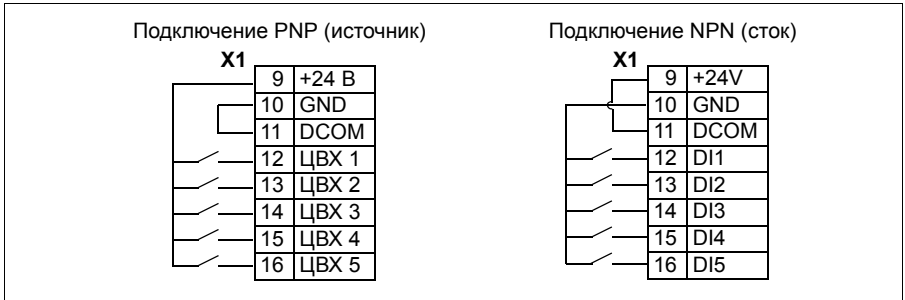 Подключение PNP (источник)
X1
9 +24 В
10 GND
11 DCOM
12 ЦВХ 1
13 ЦВХ 2
14 ЦВХ 3
15 ЦВХ 4
16 ЦВХ 5
Подключение NPN (сток)
X1
9 +24V
10 GND
11 DCOM
12 DI1
13 DI2
14 DI3
15 DI4
16 DI5